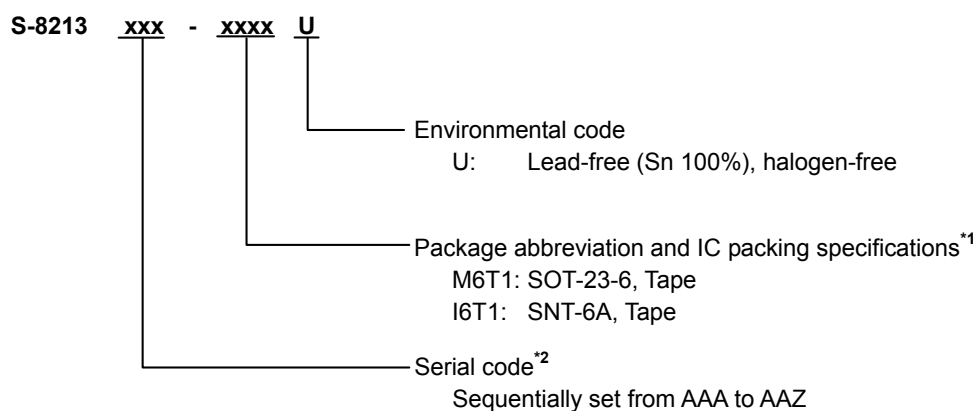 S-8213 xxx - xxxx U
Environmental code
U: Lead-free (Sn 100%), halogen-free
Package abbreviation and IC packing specifications*1
M6T1: SOT-23-6, Tape
I6T1: SNT-6A, Tape
Serial code*2
Sequentially set from AAA to AAZ